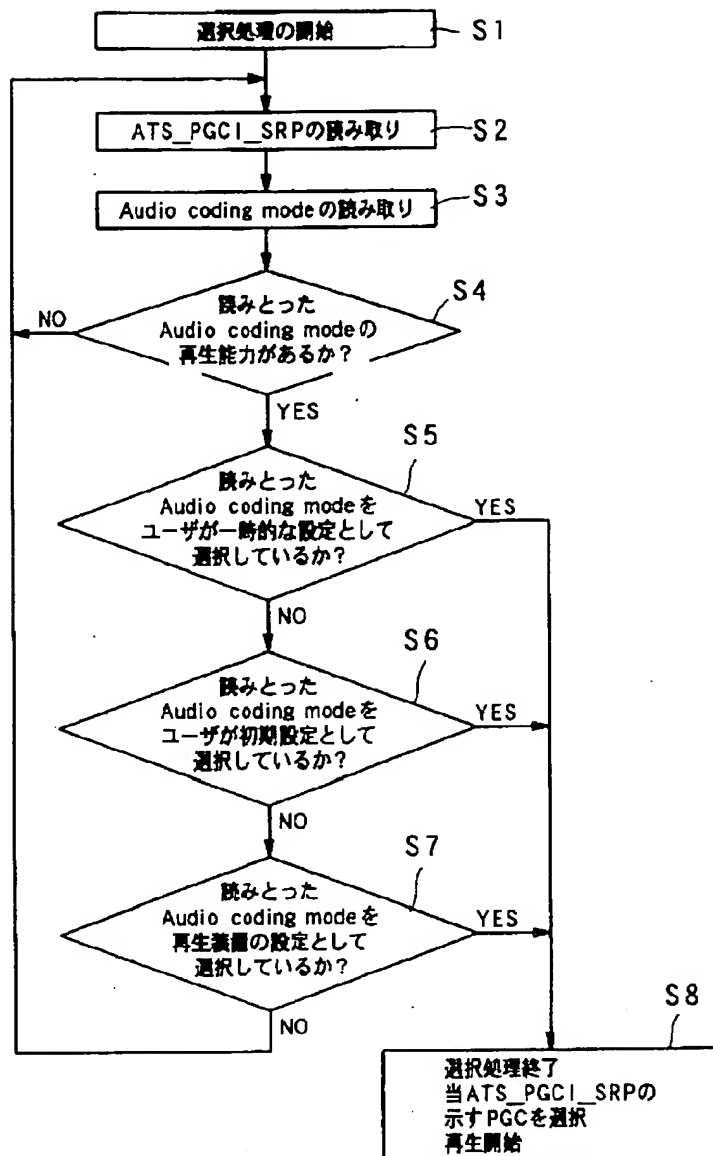 選択処理の開始
S1
ATS_PGCI_SRPの読み取り
S2
Audio coding modeの読み取り
S3
読みとった
Audio coding modeの
再生能力があるか?
S4
NO
YES
読みとった
Audio coding modeを
ユーザが一時的な設定として
選択しているか?
S5
YES
NO
読みとった
Audio coding modeを
ユーザが初期設定として
選択しているか?
S6
YES
NO
読みとった
Audio coding modeを
再生装置の設定として
選択しているか?
S7
YES
NO
S8
選択処理終了
当ATS_PGCI_SRPの
示すPGCを選択
再生開始